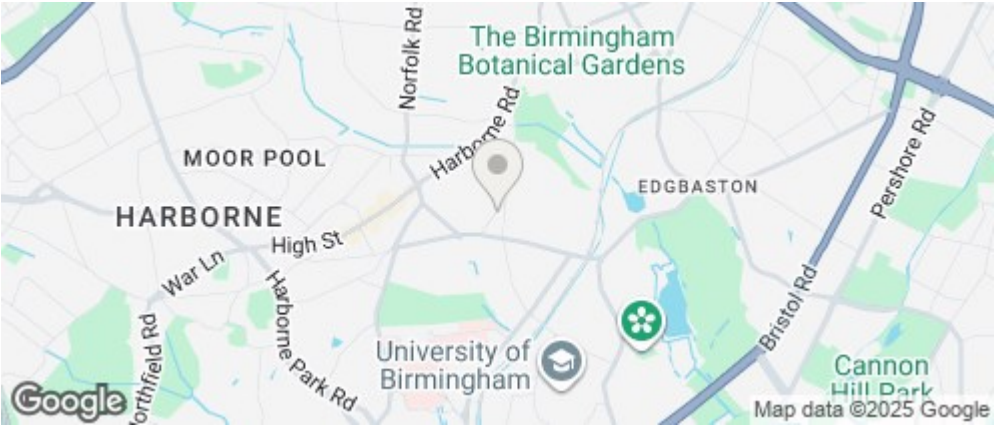 Norfolk Rd
The Birmingham
Botanical Gardens
Harborne Rd
MOOR POOL
EDGBASTON
Pershore Rd
HARBORNE
High St
War Ln
Harborne Park Rd
Northfield Rd
Bristol Rd
University of
Birmingham
Cannon
Hill Park
Google
Map data ©2025 Google